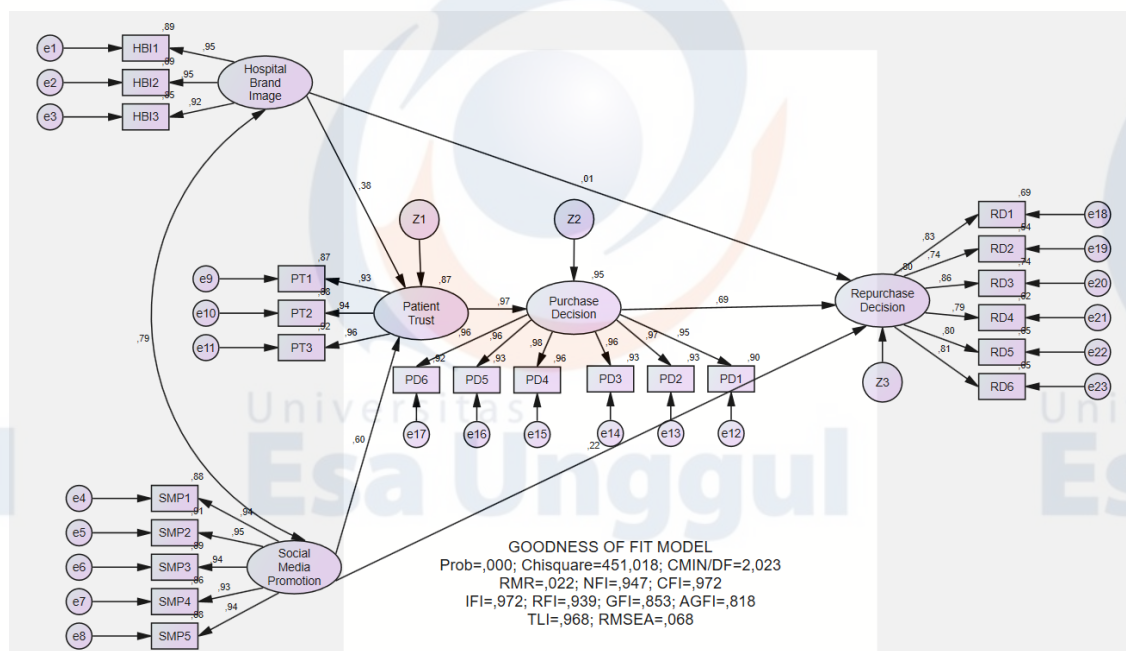 ,89
e1 HBI1 ,95
Hospital
Brand
Image
,89
e2 HBI2 ,95
,85
e3 HBI3 ,92
,01
,38
Z1
Z2
,69
RD1 e18
,83
,54
RD2 e19
,74
,74
RD3 e20
,86
,62
RD4 e21
,79
,65
RD5 e22
,80
,65
RD6 e23
,81
,80
Repurchase
Decision
Z3
,87
e9 PT1 ,93
,88
e10 PT2 ,94
,92
e11 PT3 ,96
,87
Patient
Trust
,97
,95
Purchase
Decision
,69
,96 ,96 ,98 ,96 ,97 ,95
,92 ,93 ,96 ,93 ,93 ,90
PD6 PD5 PD4 PD3 PD2 PD1
e17 e16 e15 e14 e13 e12
,79
,60
,22
Universitas
Esa Unggul
Uni
Es
,88
e4 SMP1 ,94
,91
e5 SMP2 ,95
,89
e6 SMP3 ,94
,86
e7 SMP4 ,93
,88
e8 SMP5 ,94
Social
Media
Promotion
GOODNESS OF FIT MODEL
Prob=,000; Chisquare=451,018; CMIN/DF=2,023
RMR=,022; NFI=,947; CFI=,972
IFI=,972; RFI=,939; GFI=,853; AGFI=,818
TLI=,968; RMSEA=,068